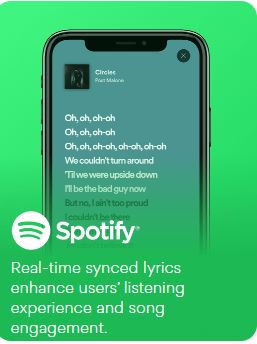 Circles
Post Malone
Oh, oh, oh-oh
Oh, oh, oh-oh
Oh, oh, oh-oh, oh-oh, oh-oh
We couldn't turn around
'Til we were upside down
I'll be the bad guy now
But no, I ain't too proud
I couldn't be there
Spotify®
Real-time synced lyrics
enhance users' listening
experience and song
engagement.